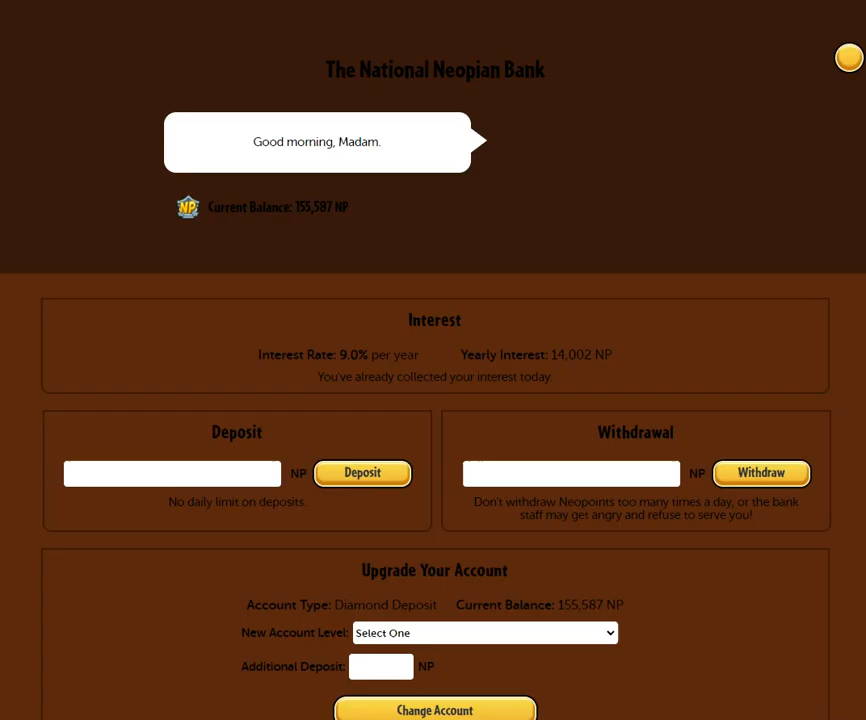 The National Neopian Bank
Good morning, Madam.
NP Current Balance: 155,587 NP
Interest
Interest Rate: 9.0% per year Yearly Interest: 14,002 NP
You've already collected your interest today.
Deposit
NP Deposit
No daily limit on deposits.
Withdrawal
NP Withdraw
Don't withdraw Neopoints too many times a day, or the bank
staff may get angry and refuse to serve you!
Upgrade Your Account
Account Type: Diamond Deposit Current Balance: 155,587 NP
New Account Level: Select One
Additional Deposit: NP
Change Account